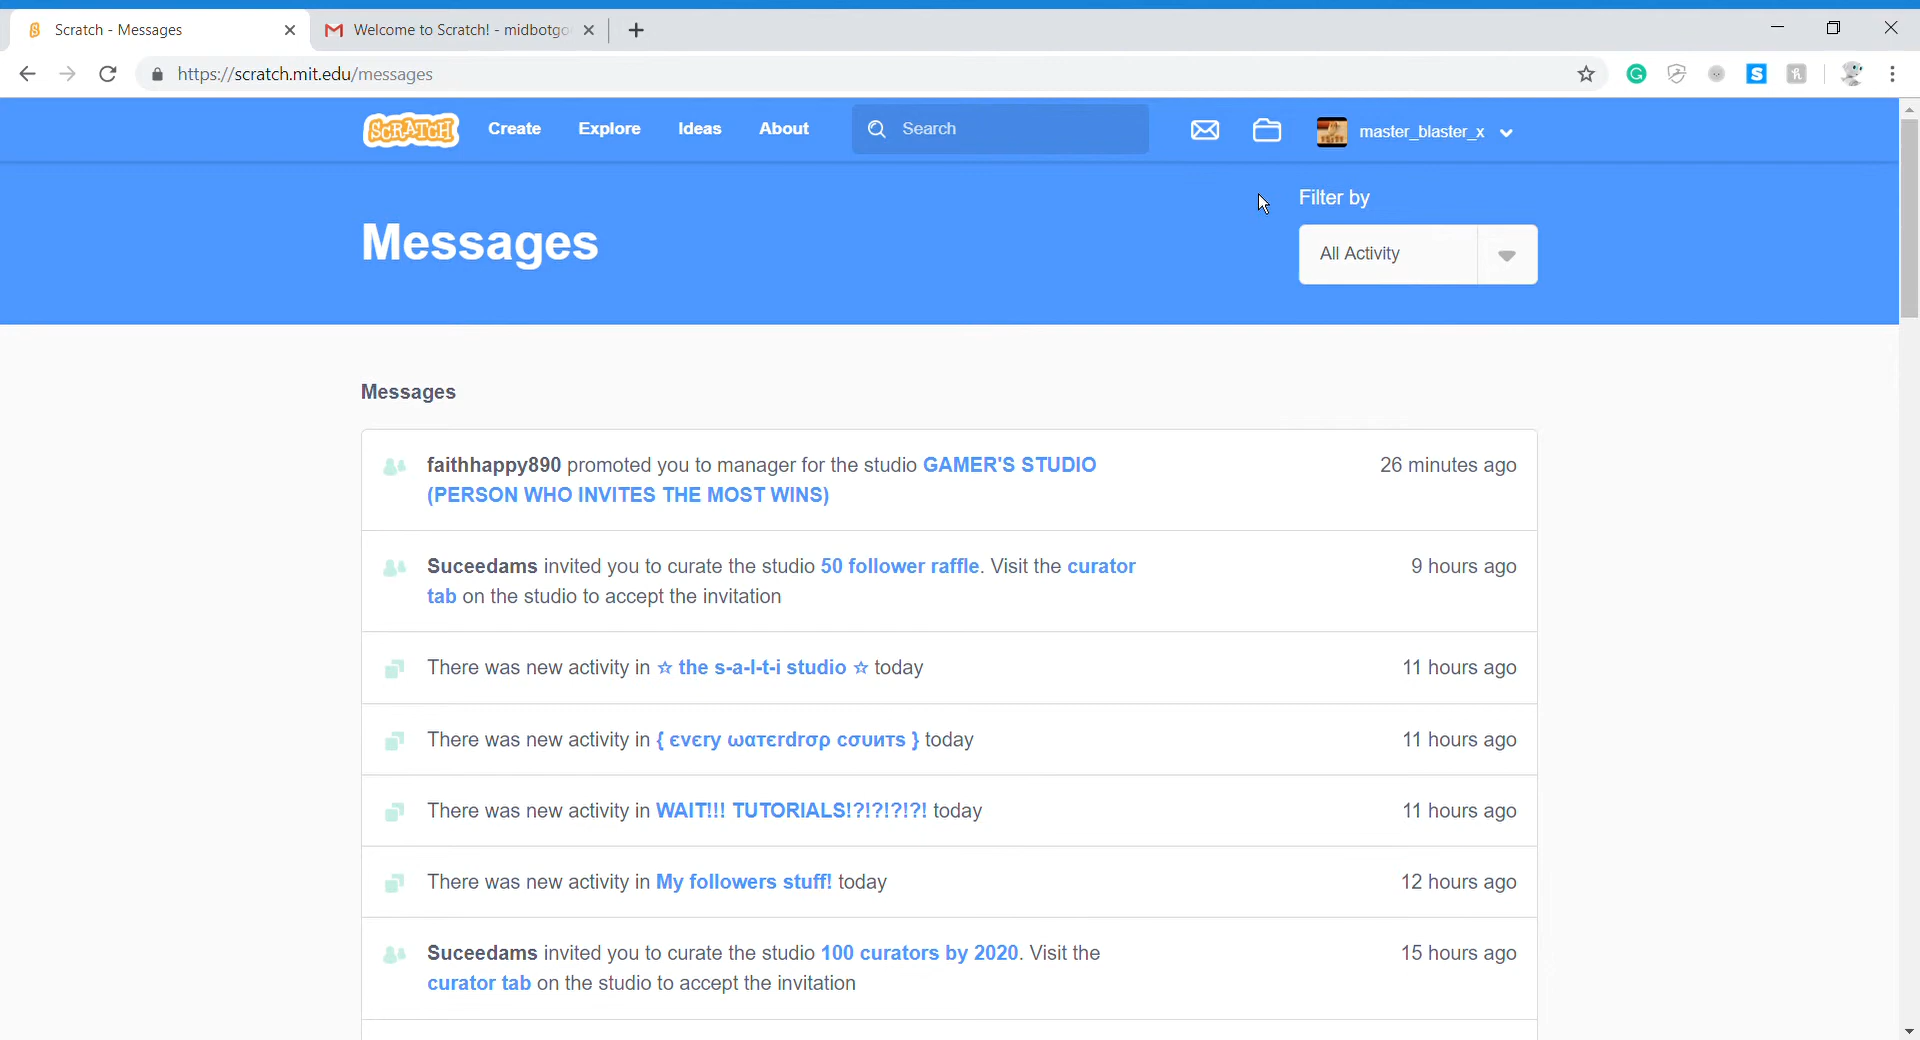 Scratch - Messages
Welcome to Scratch! - midbotgo
https://scratch.mit.edu/messages
SCRATCH Create Explore Ideas About Search master_blaster_x
Filter by
Messages
All Activity
Messages
faithhappy890 promoted you to manager for the studio GAMER'S STUDIO 26 minutes ago
(PERSON WHO INVITES THE MOST WINS)
Suceedams invited you to curate the studio 50 follower raffle. Visit the curator 9 hours ago
tab on the studio to accept the invitation
There was new activity in ☆ the s-a-l-t-i studio ☆ today 11 hours ago
There was new activity in { єvєry ωαтєrdrσρ cσυитѕ } today 11 hours ago
There was new activity in WAIT!!! TUTORIALS!?!?!?!?! today 11 hours ago
There was new activity in My followers stuff! today 12 hours ago
Suceedams invited you to curate the studio 100 curators by 2020. Visit the 15 hours ago
curator tab on the studio to accept the invitation